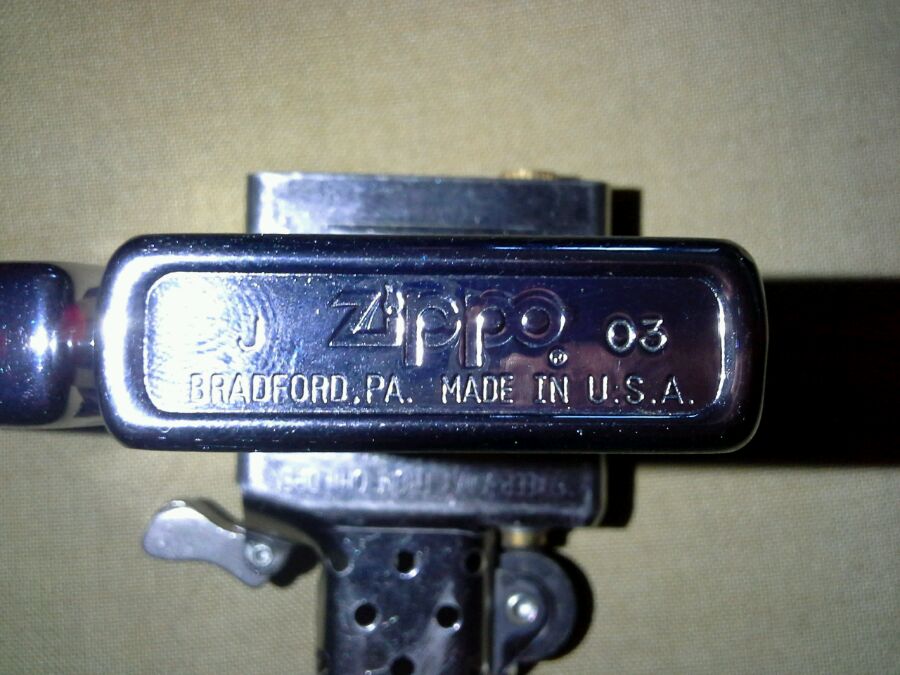 J Zippo® 03
BRADFORD,PA. MADE IN U.S.A.